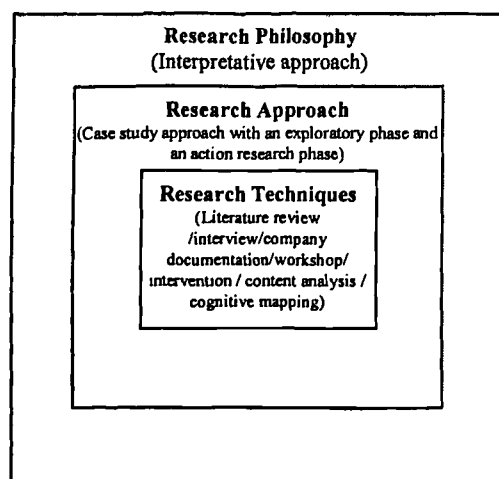 Research Philosophy
(Interpretative approach)
Research Approach
(Case study approach with an exploratory phase and
an action research phase)
Research Techniques
(Literature review
/interview/company
documentation/workshop/
intervention / content analysis /
cognitive mapping)